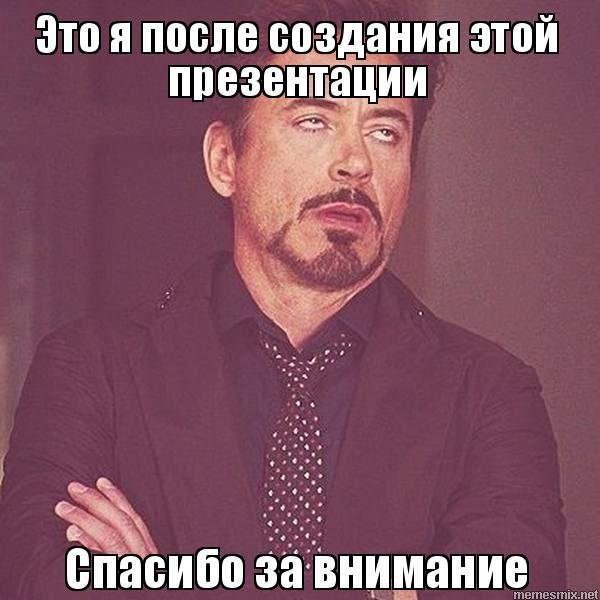 Это я после создания этой
презентации
Спасибо за внимание
memesmix.net